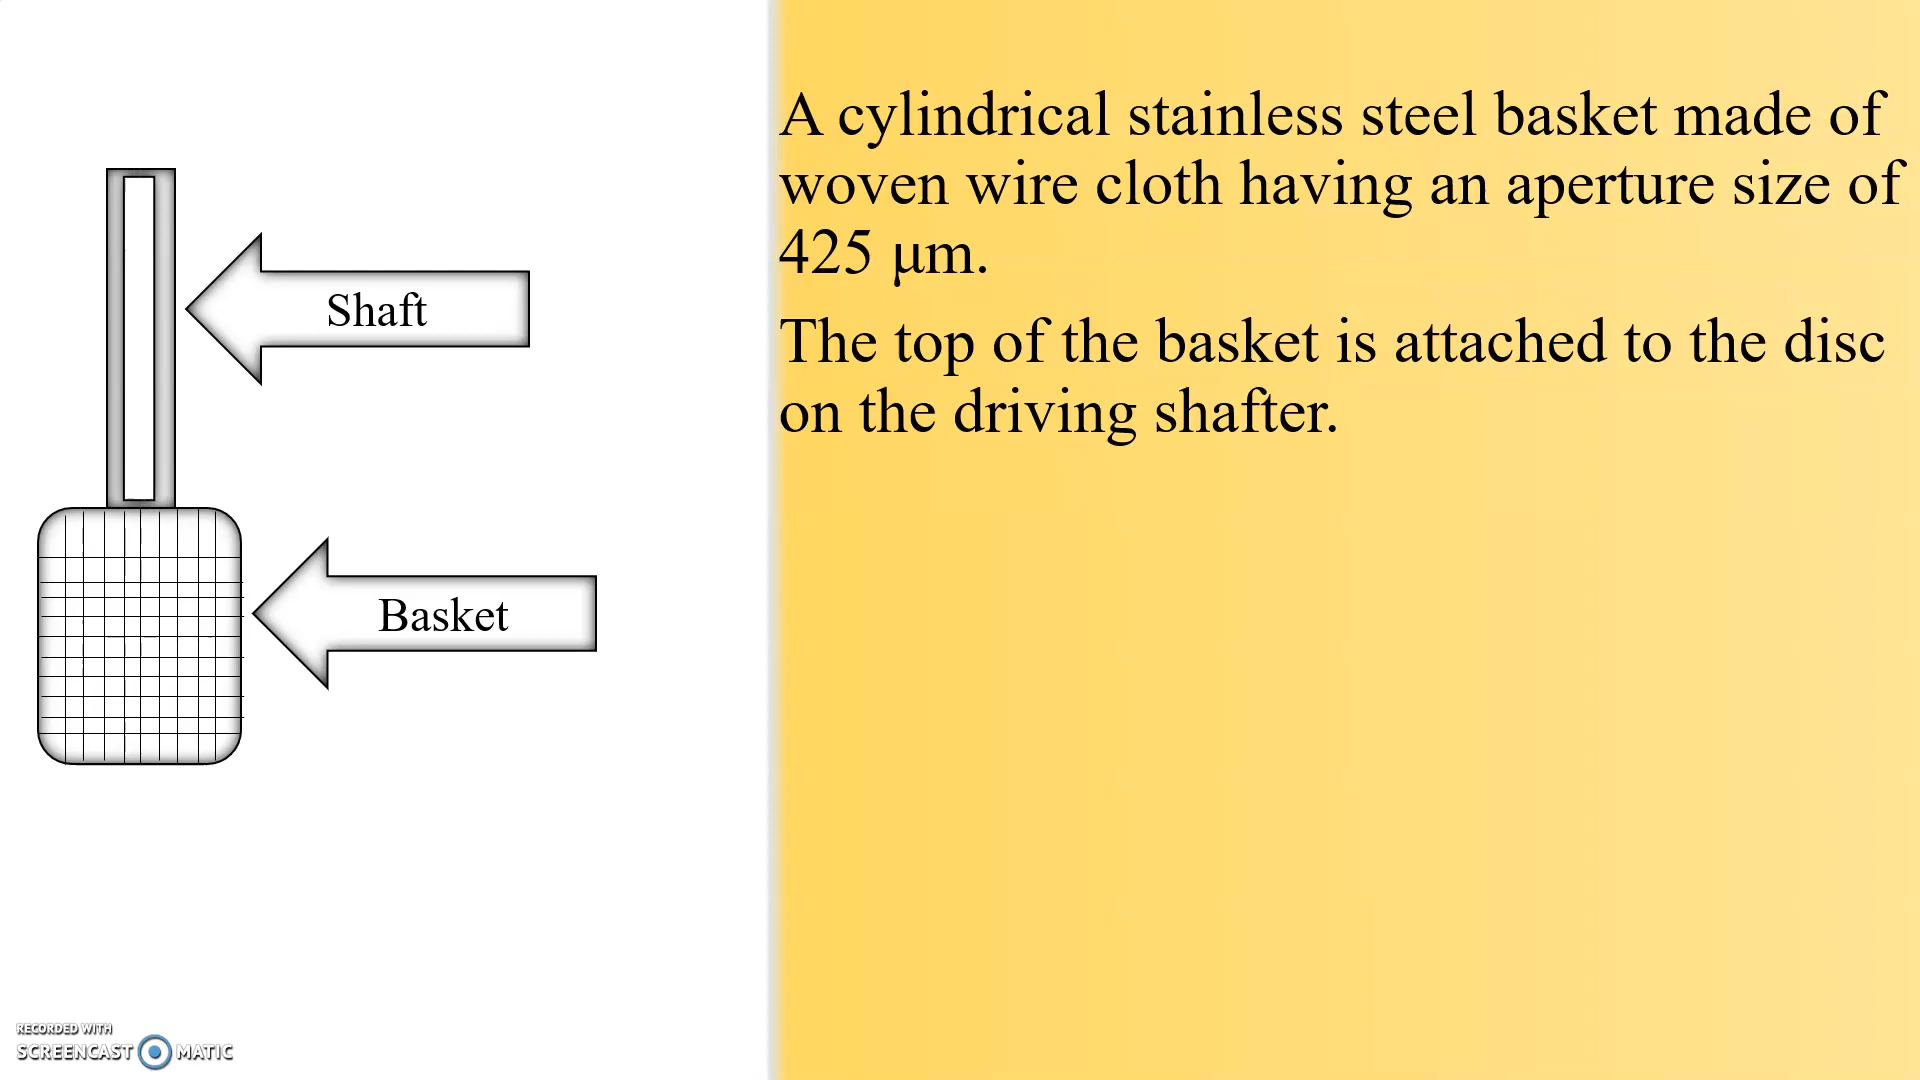 A cylindrical stainless steel basket made of
woven wire cloth having an aperture size of
425 μm.
The top of the basket is attached to the disc
on the driving shafter.
Shaft
Basket
RECORDED WITH
SCREENCAST MATIC